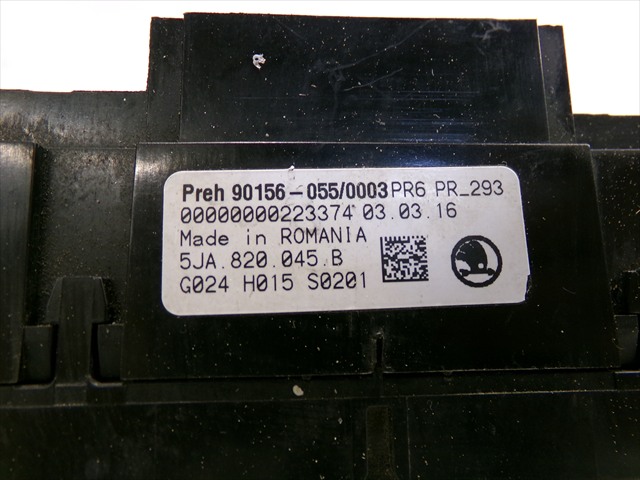 Preh 90156-055/0003 PR6 PR_293
00000000223374 03.03.16
Made in ROMANIA
5JA.820.045.B
G024 H015 S0201